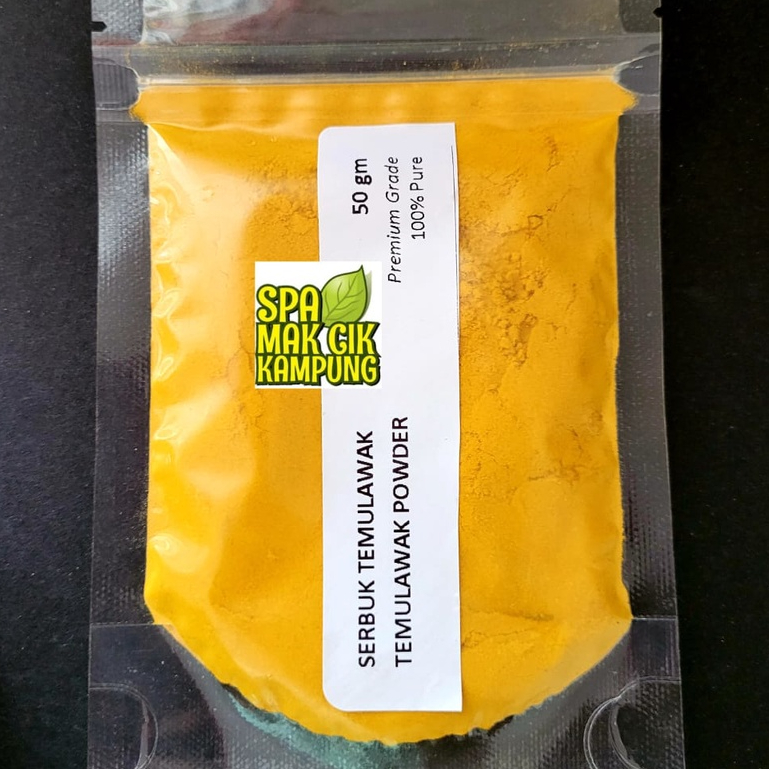 SPA
MAK CIK
KAMPUNG
SERBUK TEMULAWAK
TEMULAWAK POWDER
50 gm
Premium Grade
100% Pure